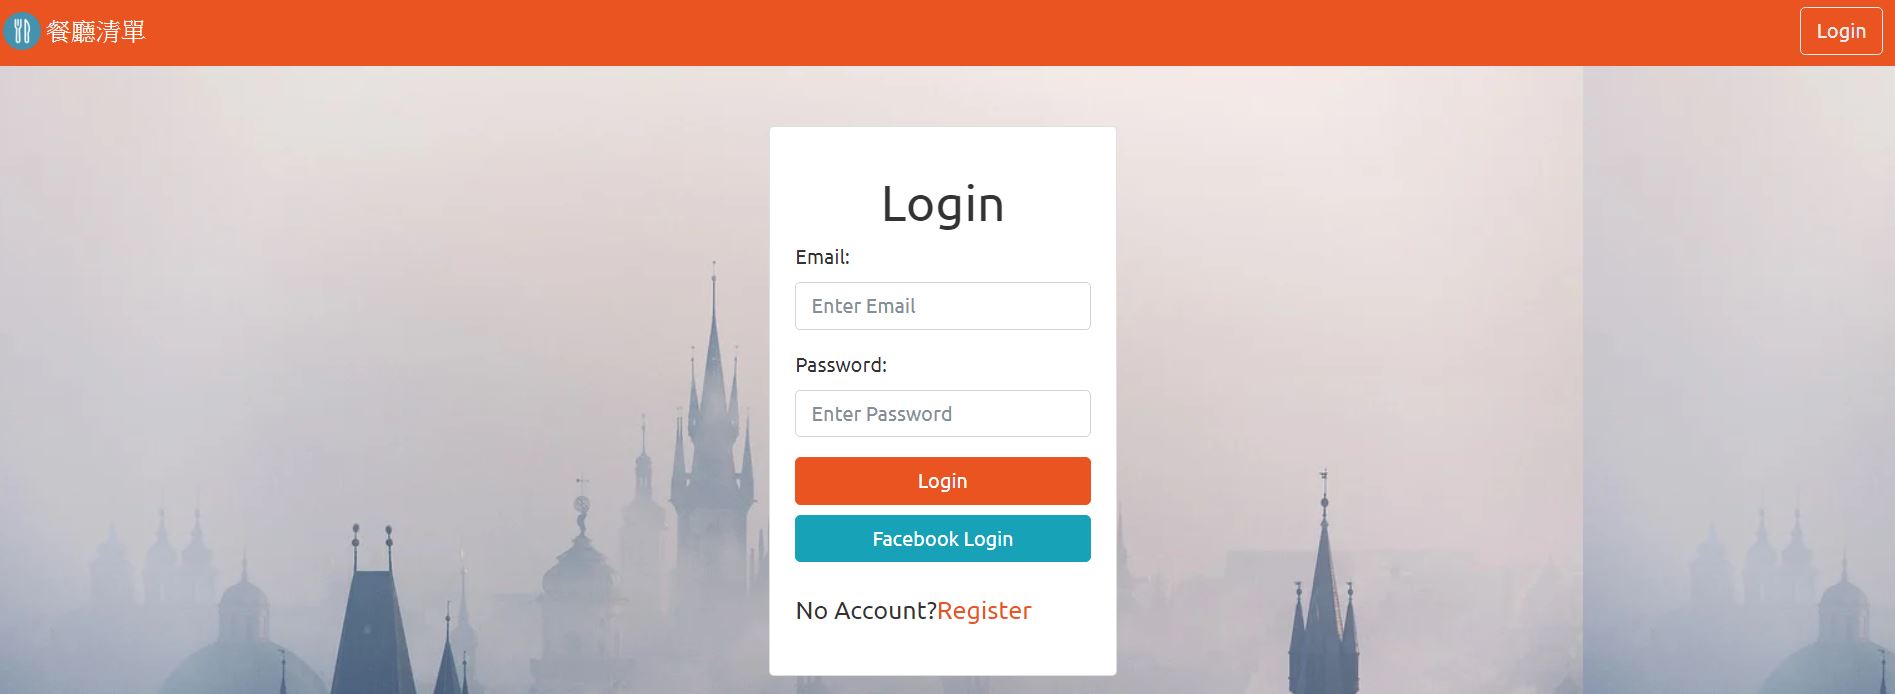 餐廳清單
Login
Login
Email:
Enter Email
Password:
Enter Password
Login
Facebook Login
No Account?Register